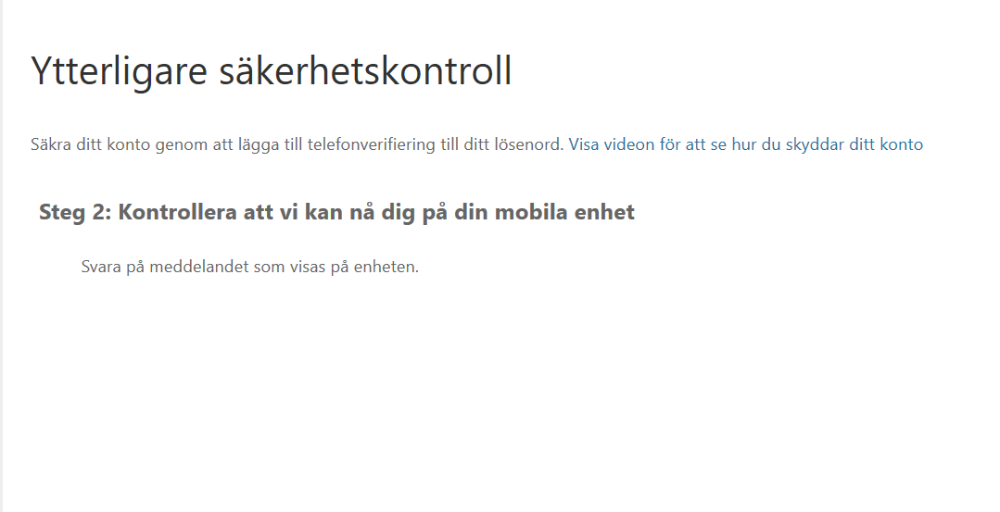 Ytterligare säkerhetskontroll
Säkra ditt konto genom att lägga till telefonverifiering till ditt lösenord. Visa videon för att se hur du skyddar ditt konto
Steg 2: Kontrollera att vi kan nå dig på din mobila enhet
Svara på meddelandet som visas på enheten.